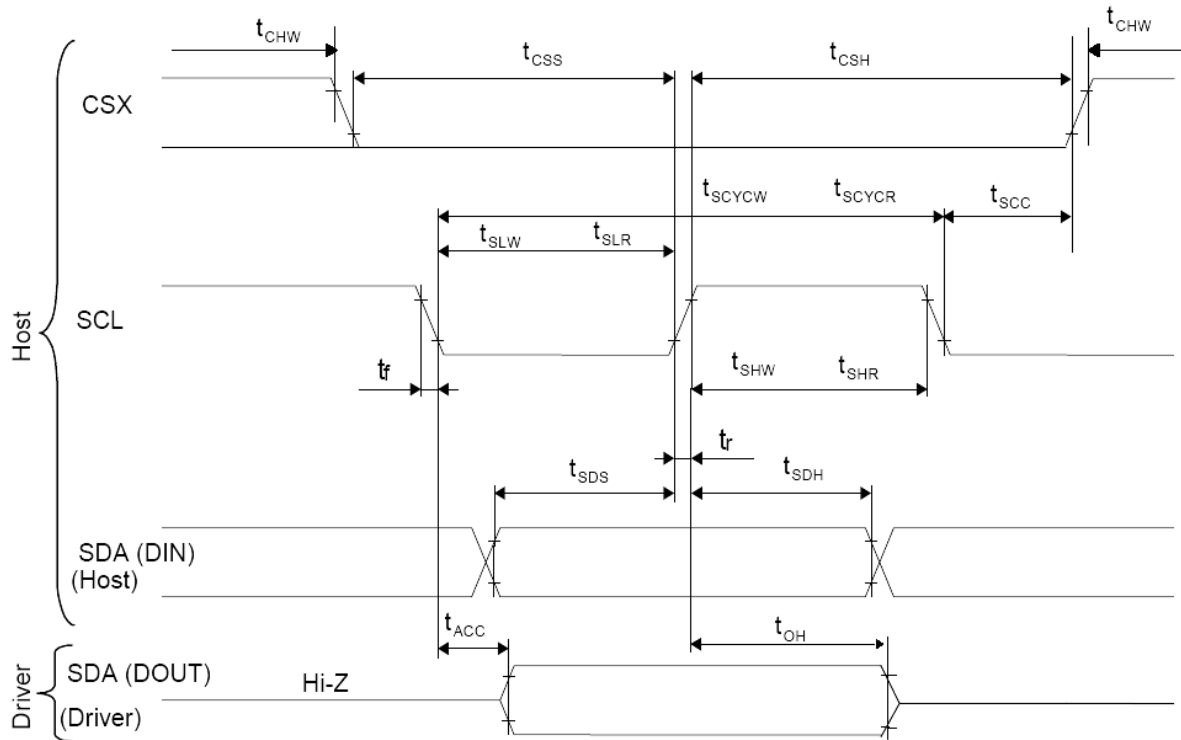 tCHW
tCHW
tCSS
tCSH
CSX
tSCYCW
tSCYCR
tSCC
tSLW
tSLR
Host
SCL
tf
tSHW
tSHR
tr
tSDS
tSDH
SDA (DIN)
(Host)
tACC
tOH
Driver
SDA (DOUT)
Hi-Z
(Driver)